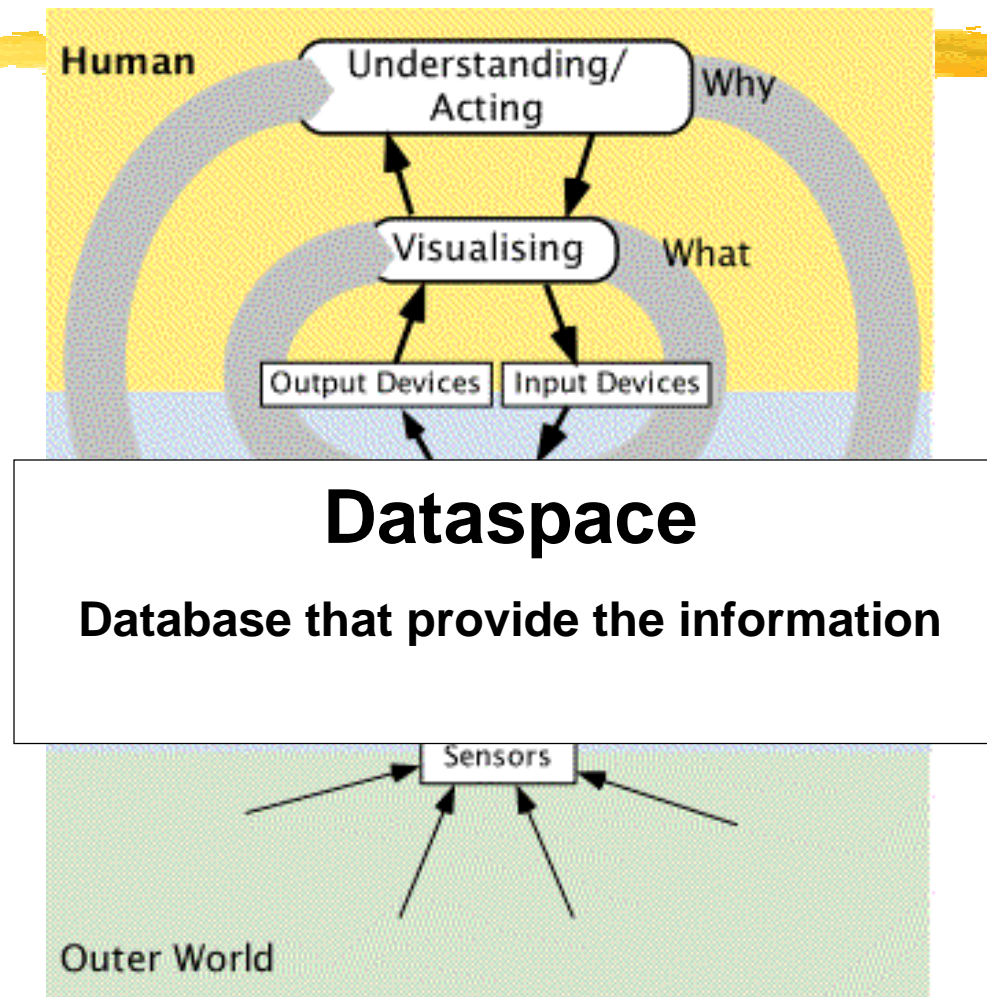 Human
Understanding/
Acting
Why
Visualising
What
Output Devices
Input Devices
Dataspace
Database that provide the information
Sensors
Outer World